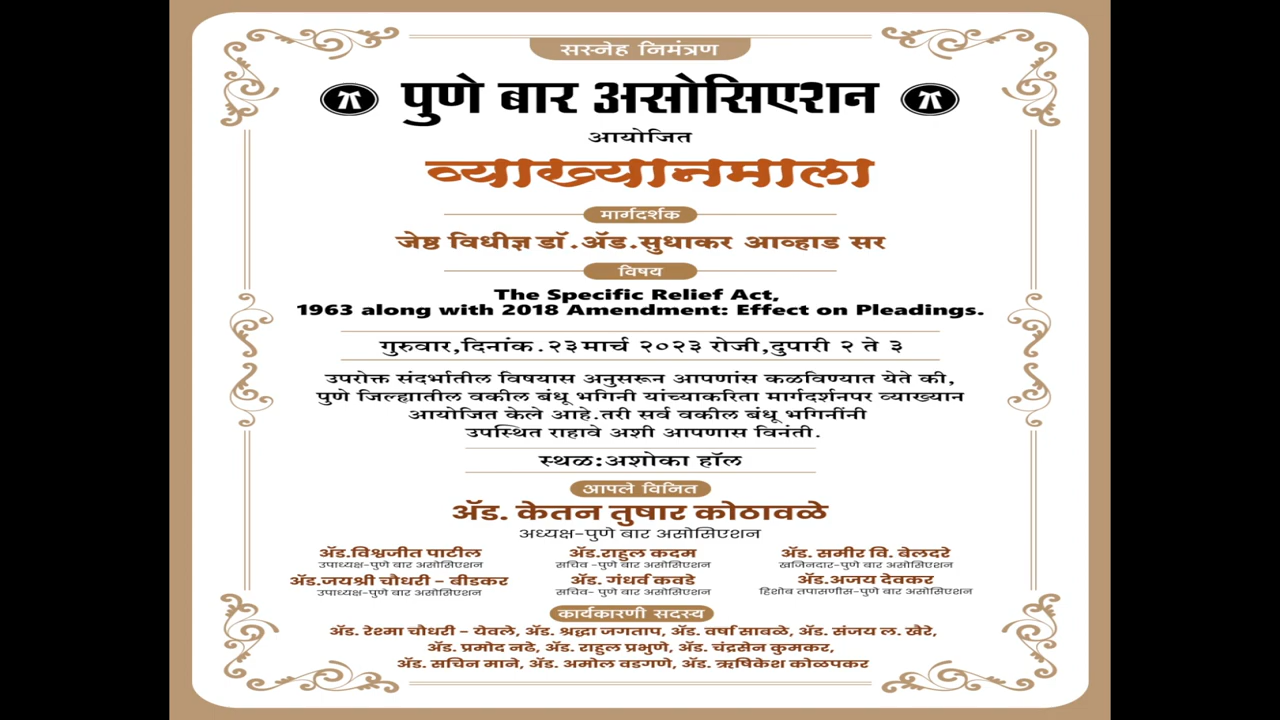 सस्नेह निमंत्रण
पुणे बार असोसिएशन
आयोजित
व्याख्यानमाला
मार्गदर्शक
जेष्ठ विधीज्ञ डॉ.ॲड.सुधाकर आव्हाड सर
विषय
The Specific Relief Act,
1963 along with 2018 Amendment: Effect on Pleadings.
गुरुवार,दिनांक.२३मार्च २०२३ रोजी,दुपारी २ ते ३
उपरोक्त संदर्भातील विषयास अनुसरून आपणांस कळविण्यात येते की,
पुणे जिल्ह्यातील वकील बंधू भगिनी यांच्याकरिता मार्गदर्शनपर व्याख्यान
आयोजित केले आहे.तरी सर्व वकील बंधू भगिनींनी
उपस्थित राहावे अशी आपणास विनंती.
स्थळ:अशोका हॉल
आपले विनित
ॲड. केतन तुषार कोठावळे
अध्यक्ष-पुणे बार असोसिएशन
ॲड.विश्वजीत पाटील ॲड.राहुल कदम ॲड. समीर वि. बेलदरे
उपाध्यक्ष-पुणे बार असोसिएशन सचिव -पुणे बार असोसिएशन खजिनदार-पुणे बार असोसिएशन
ॲड.जयश्री चौधरी - बीडकर ॲड. गंधर्व कवडे ॲड.अजय देवकर
उपाध्यक्ष-पुणे बार असोसिएशन सचिव- पुणे बार असोसिएशन हिशोब तपासणीस-पुणे बार असोसिएशन
कार्यकारणी सदस्य
ॲड. रेश्मा चौधरी - येवले, ॲड. श्रद्धा जगताप, ॲड. वर्षा साबळे, ॲड. संजय ल. खैरे,
ॲड. प्रमोद नढे, ॲड. राहुल प्रभुणे, ॲड. चंद्रसेन कुमकर,
ॲड. सचिन माने, ॲड. अमोल वडगणे, ॲड. ऋषिकेश कोळपकर